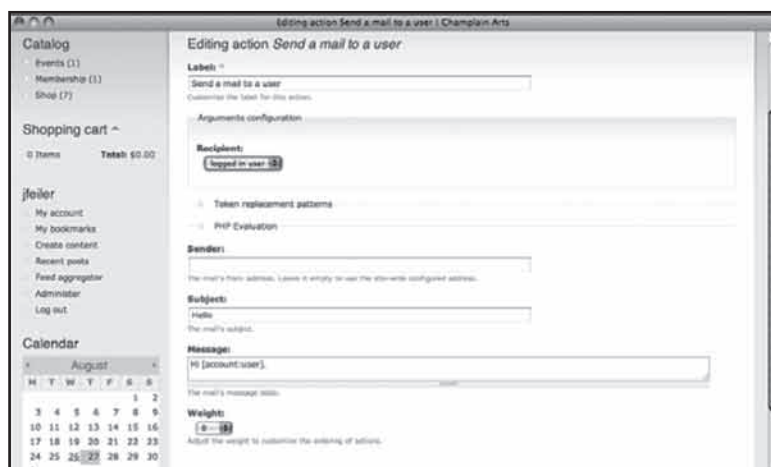 Editing action Send a mail to a user | Champlain Arts
Catalog
Events (1)
Membership (1)
Shop (7)
Shopping cart ^
0 Items Total: $0.00
jfeiler
My account
My bookmarks
Create content
Recent posts
Feed aggregator
Administer
Log out
Calendar
‹ August ›
M T W T F S S
1 2
3 4 5 6 7 8 9
10 11 12 13 14 15 16
17 18 19 20 21 22 23
24 25 26 27 28 29 30
Editing action Send a mail to a user
Label: *
Send a mail to a user
Customize the label for this action.
Arguments configuration
Recipient:
logged in user
Token replacement patterns
PHP Evaluation
Sender:
The mail's from address. Leave it empty to use the site-wide configured address.
Subject:
Hello
The mail's subject.
Message:
Hi [account:user],
The mail's message body.
Weight:
0
Adjust the weight to customize the ordering of actions.